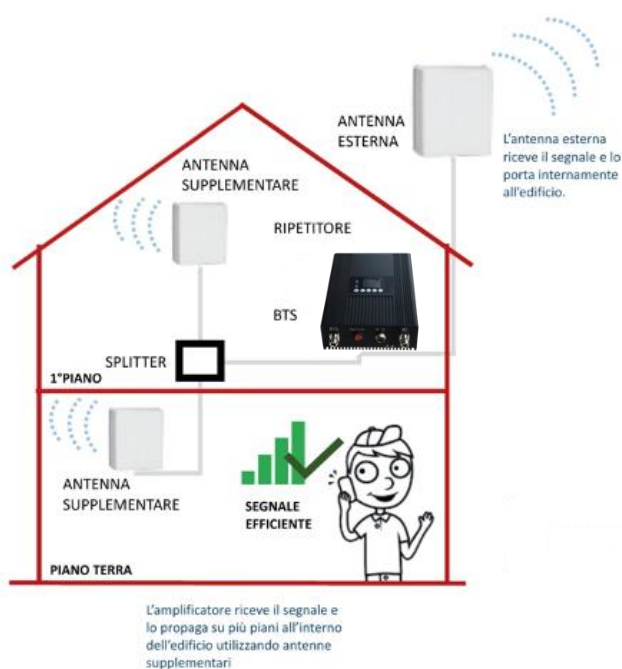 ANTENNA
ESTERNA
L'antenna esterna
riceve il segnale e lo
porta internamente
all'edificio.
ANTENNA
SUPPLEMENTARE
RIPETITORE
BTS
SPLITTER
1°PIANO
ANTENNA
SUPPLEMENTARE
SEGNALE
EFFICIENTE
PIANO TERRA
L'amplificatore riceve il segnale e
lo propaga su più piani all'interno
dell'edificio utilizzando antenne
supplementari